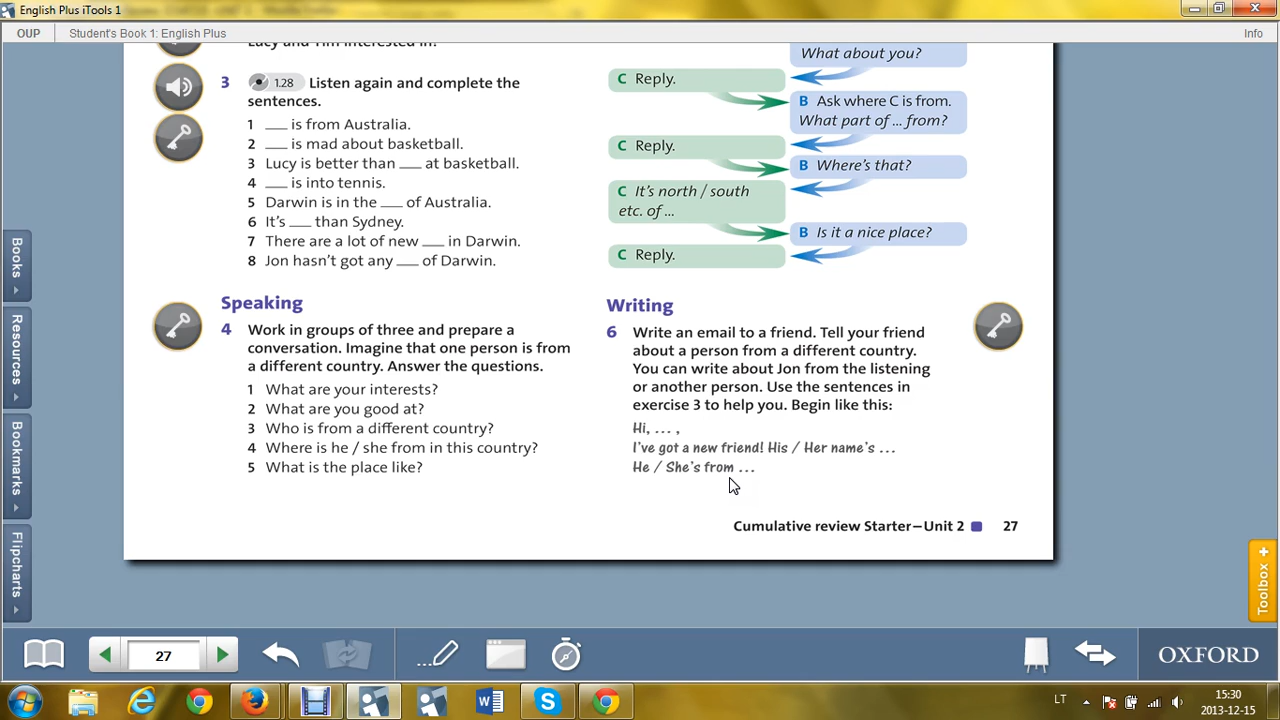 English Plus iTools 1
OUP
Student's Book 1: English Plus
Info
Lucy and Tim interested in?
3 1.28 Listen again and complete the
sentences.
1 ___ is from Australia.
2 ___ is mad about basketball.
3 Lucy is better than ___ at basketball.
4 ___ is into tennis.
5 Darwin is in the ___ of Australia.
6 It's ___ than Sydney.
7 There are a lot of new ___ in Darwin.
8 Jon hasn't got any ___ of Darwin.
Speaking
4 Work in groups of three and prepare a
conversation. Imagine that one person is from
a different country. Answer the questions.
1 What are your interests?
2 What are you good at?
3 Who is from a different country?
4 Where is he / she from in this country?
5 What is the place like?
What about you?
C Reply.
B Ask where C is from.
What part of ... from?
C Reply.
B Where's that?
C It's north / south
etc. of ...
B Is it a nice place?
C Reply.
Writing
6 Write an email to a friend. Tell your friend
about a person from a different country.
You can write about Jon from the listening
or another person. Use the sentences in
exercise 3 to help you. Begin like this:
Hi, ... ,
I've got a new friend! His / Her name's ...
He / She's from ...
Cumulative review Starter – Unit 2 27
Books
Resources
Bookmarks
Flipcharts
Toolbox +
27
OXFORD
LT
15:30
2013-12-15